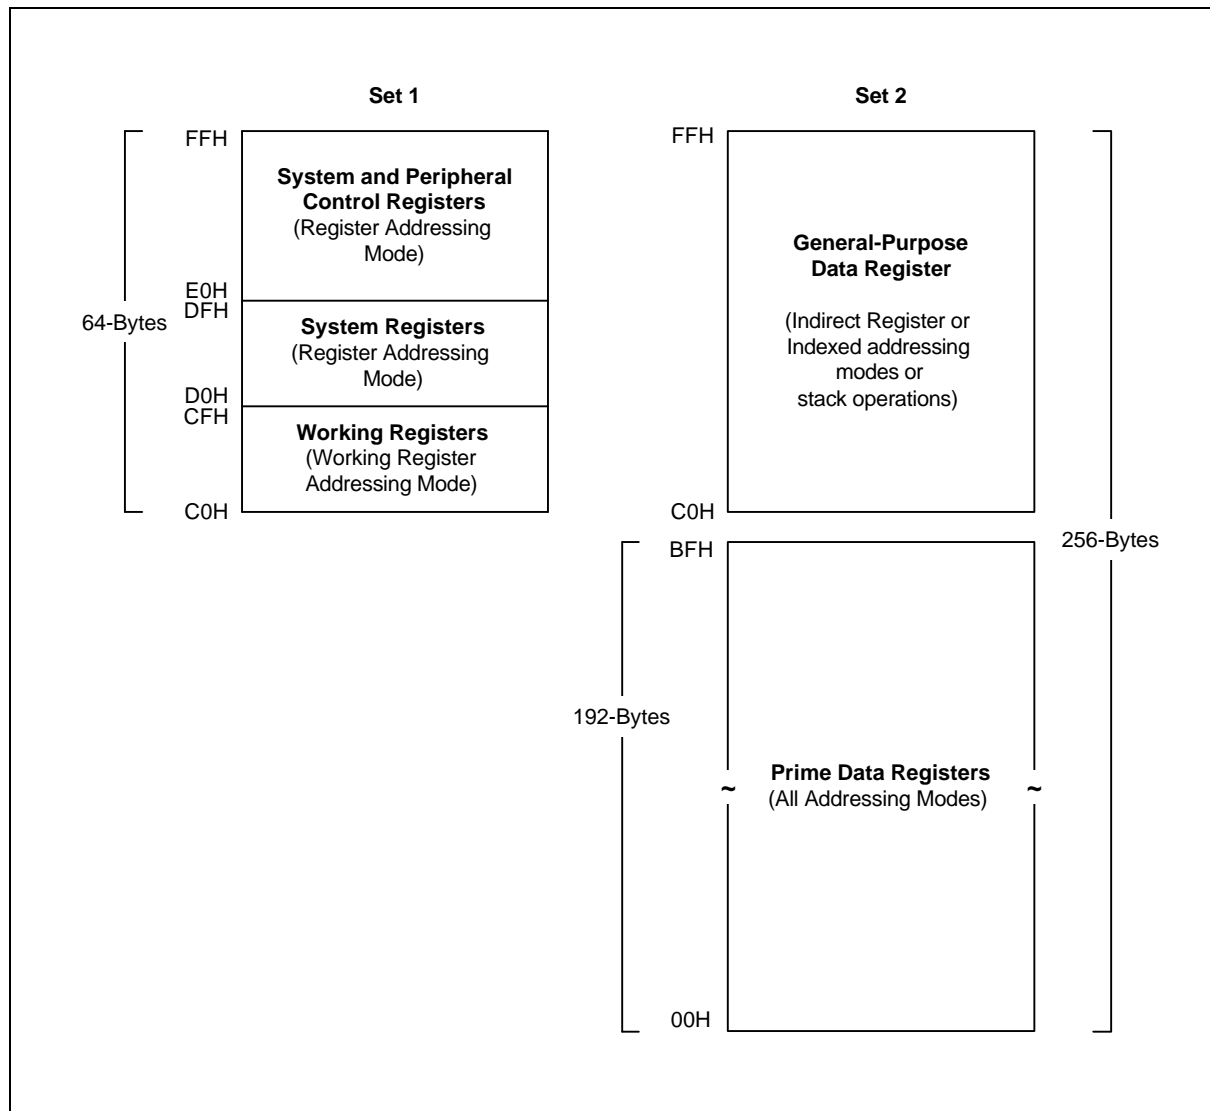 Set 1
FFH
System and Peripheral
Control Registers
(Register Addressing
Mode)
E0H
DFH
64-Bytes
System Registers
(Register Addressing
Mode)
D0H
CFH
Working Registers
(Working Register
Addressing Mode)
C0H
Set 2
FFH
General-Purpose
Data Register
(Indirect Register or
Indexed addressing
modes or
stack operations)
C0H
256-Bytes
BFH
192-Bytes
Prime Data Registers
~ ~
(All Addressing Modes)
00H